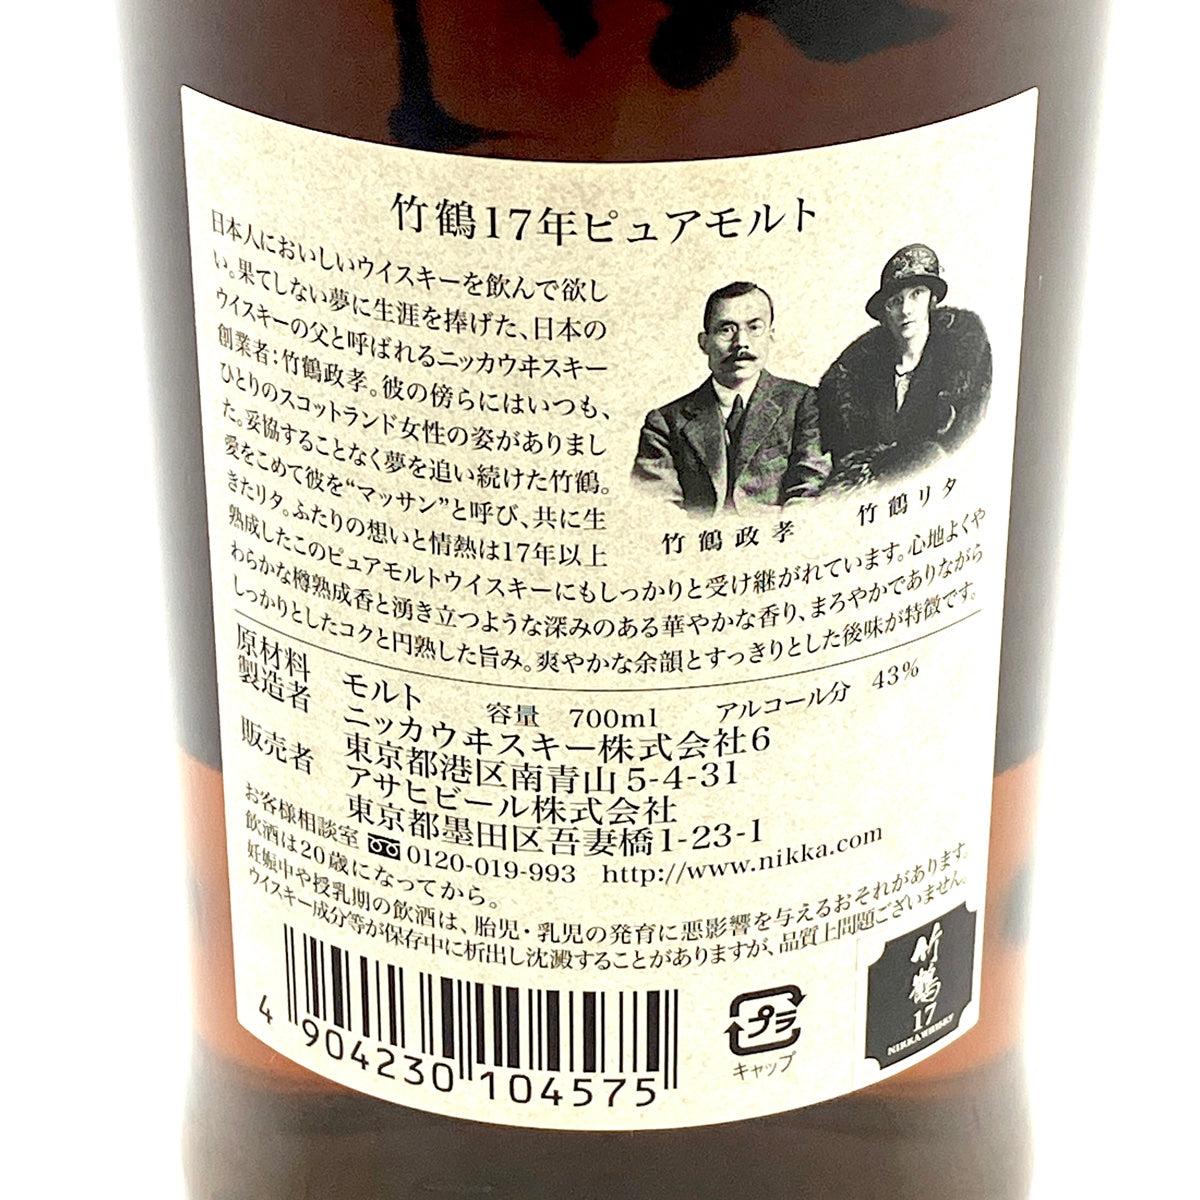 竹鶴17年ピュアモルト
日本人においしいウイスキーを飲んで欲し
い。果てしない夢に生涯を捧げた、日本の
ウイスキーの父と呼ばれるニッカウヰスキー
創業者：竹鶴政孝。彼の傍らにはいつも、
ひとりのスコットランド女性の姿がありまし
た。妥協することなく夢を追い続けた竹鶴。
愛をこめて彼を“マッサン”と呼び、共に生
きたリタ。ふたりの想いと情熱は17年以上
熟成したこのピュアモルトウイスキーにもしっかりと受け継がれています。心地よくや
わらかな樽熟成香と湧き立つような深みのある華やかな香り、まろやかでありながら
しっかりとしたコクと円熟した旨み。爽やかな余韻とすっきりとした後味が特徴です。
竹鶴政孝
竹鶴リタ
原材料 モルト 容量 700ml アルコール分 43%
製造者 ニッカウヰスキー株式会社6
東京都港区南青山5-4-31
販売者 アサヒビール株式会社
東京都墨田区吾妻橋1-23-1
お客様相談室 0120-019-993 http://www.nikka.com
飲酒は20歳になってから。
妊娠中や授乳期の飲酒は、胎児・乳児の発育に悪影響を与えるおそれがあります。
ウイスキー成分等が保存中に析出し沈澱することがありますが、品質上問題ございません。
4 904230 104575
プラ
キャップ
竹鶴
17
NIKKA WHISKY